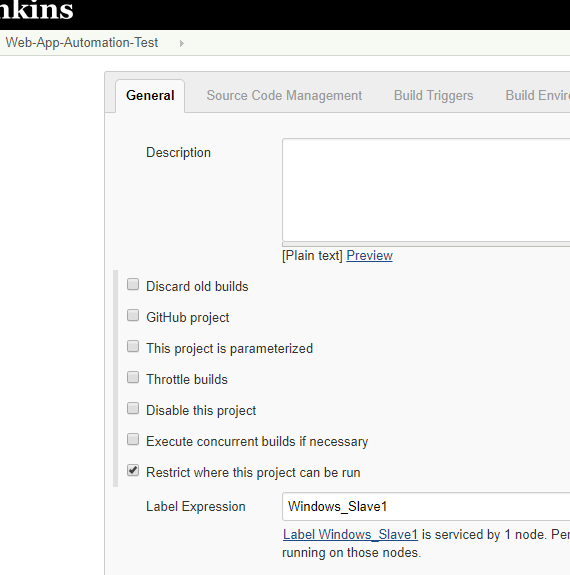 nkins
Web-App-Automation-Test
General Source Code Management Build Triggers Build Envir
Description
[Plain text] Preview
Discard old builds
GitHub project
This project is parameterized
Throttle builds
Disable this project
Execute concurrent builds if necessary
Restrict where this project can be run
Label Expression Windows_Slave1
Label Windows_Slave1 is serviced by 1 node. Per
running on those nodes.